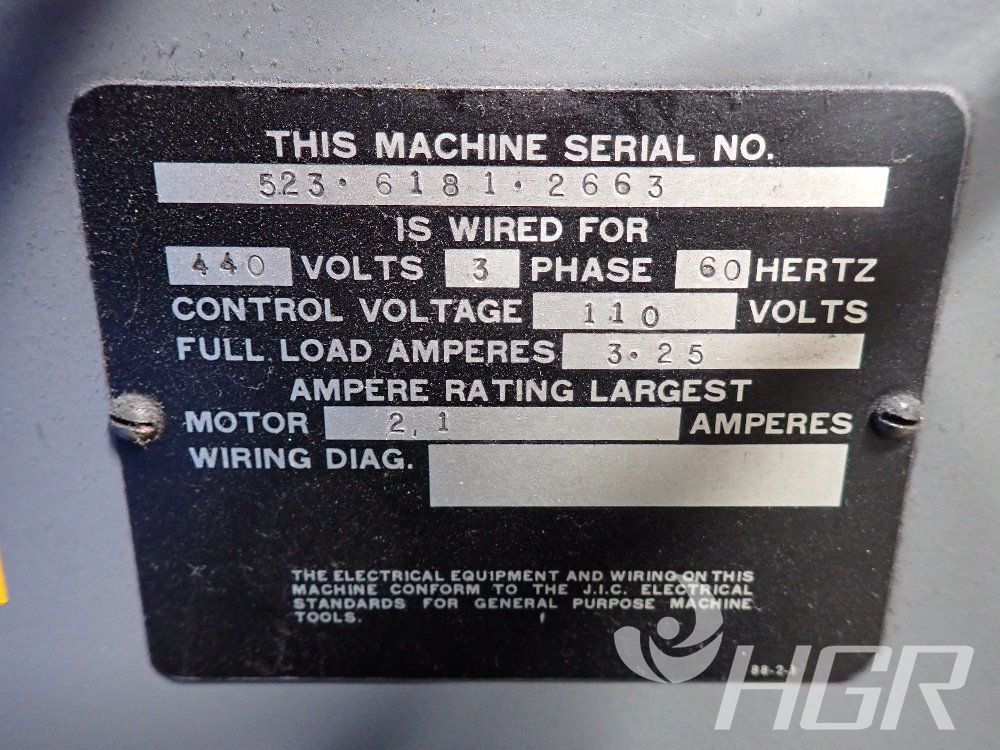 THIS MACHINE SERIAL NO.
523·6181·2663
IS WIRED FOR
440 VOLTS 3 PHASE 60 HERTZ
CONTROL VOLTAGE 110 VOLTS
FULL LOAD AMPERES 3·25
AMPERE RATING LARGEST
MOTOR 2,1 AMPERES
WIRING DIAG.
THE ELECTRICAL EQUIPMENT AND WIRING ON THIS
MACHINE CONFORM TO THE J.I.C. ELECTRICAL
STANDARDS FOR GENERAL PURPOSE MACHINE
TOOLS.
HGR